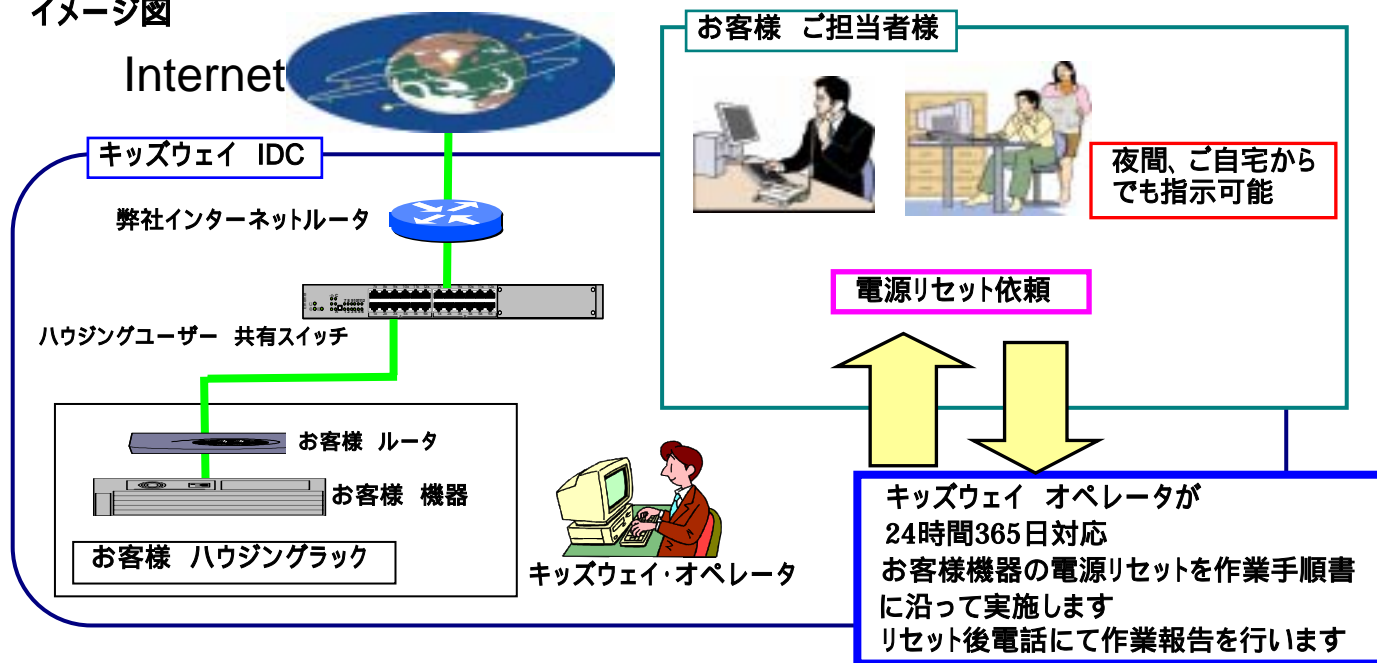 イメージ図
Internet
お客様 ご担当者様
キッズウェイ IDC
夜間、ご自宅から
でも指示可能
弊社インターネットルータ
電源リセット依頼
ハウジングユーザー 共有スイッチ
お客様 ルータ
お客様 機器
お客様 ハウジングラック
キッズウェイ・オペレータ
キッズウェイ オペレータが
24時間365日対応
お客様機器の電源リセットを作業手順書
に沿って実施します
リセット後電話にて作業報告を行います